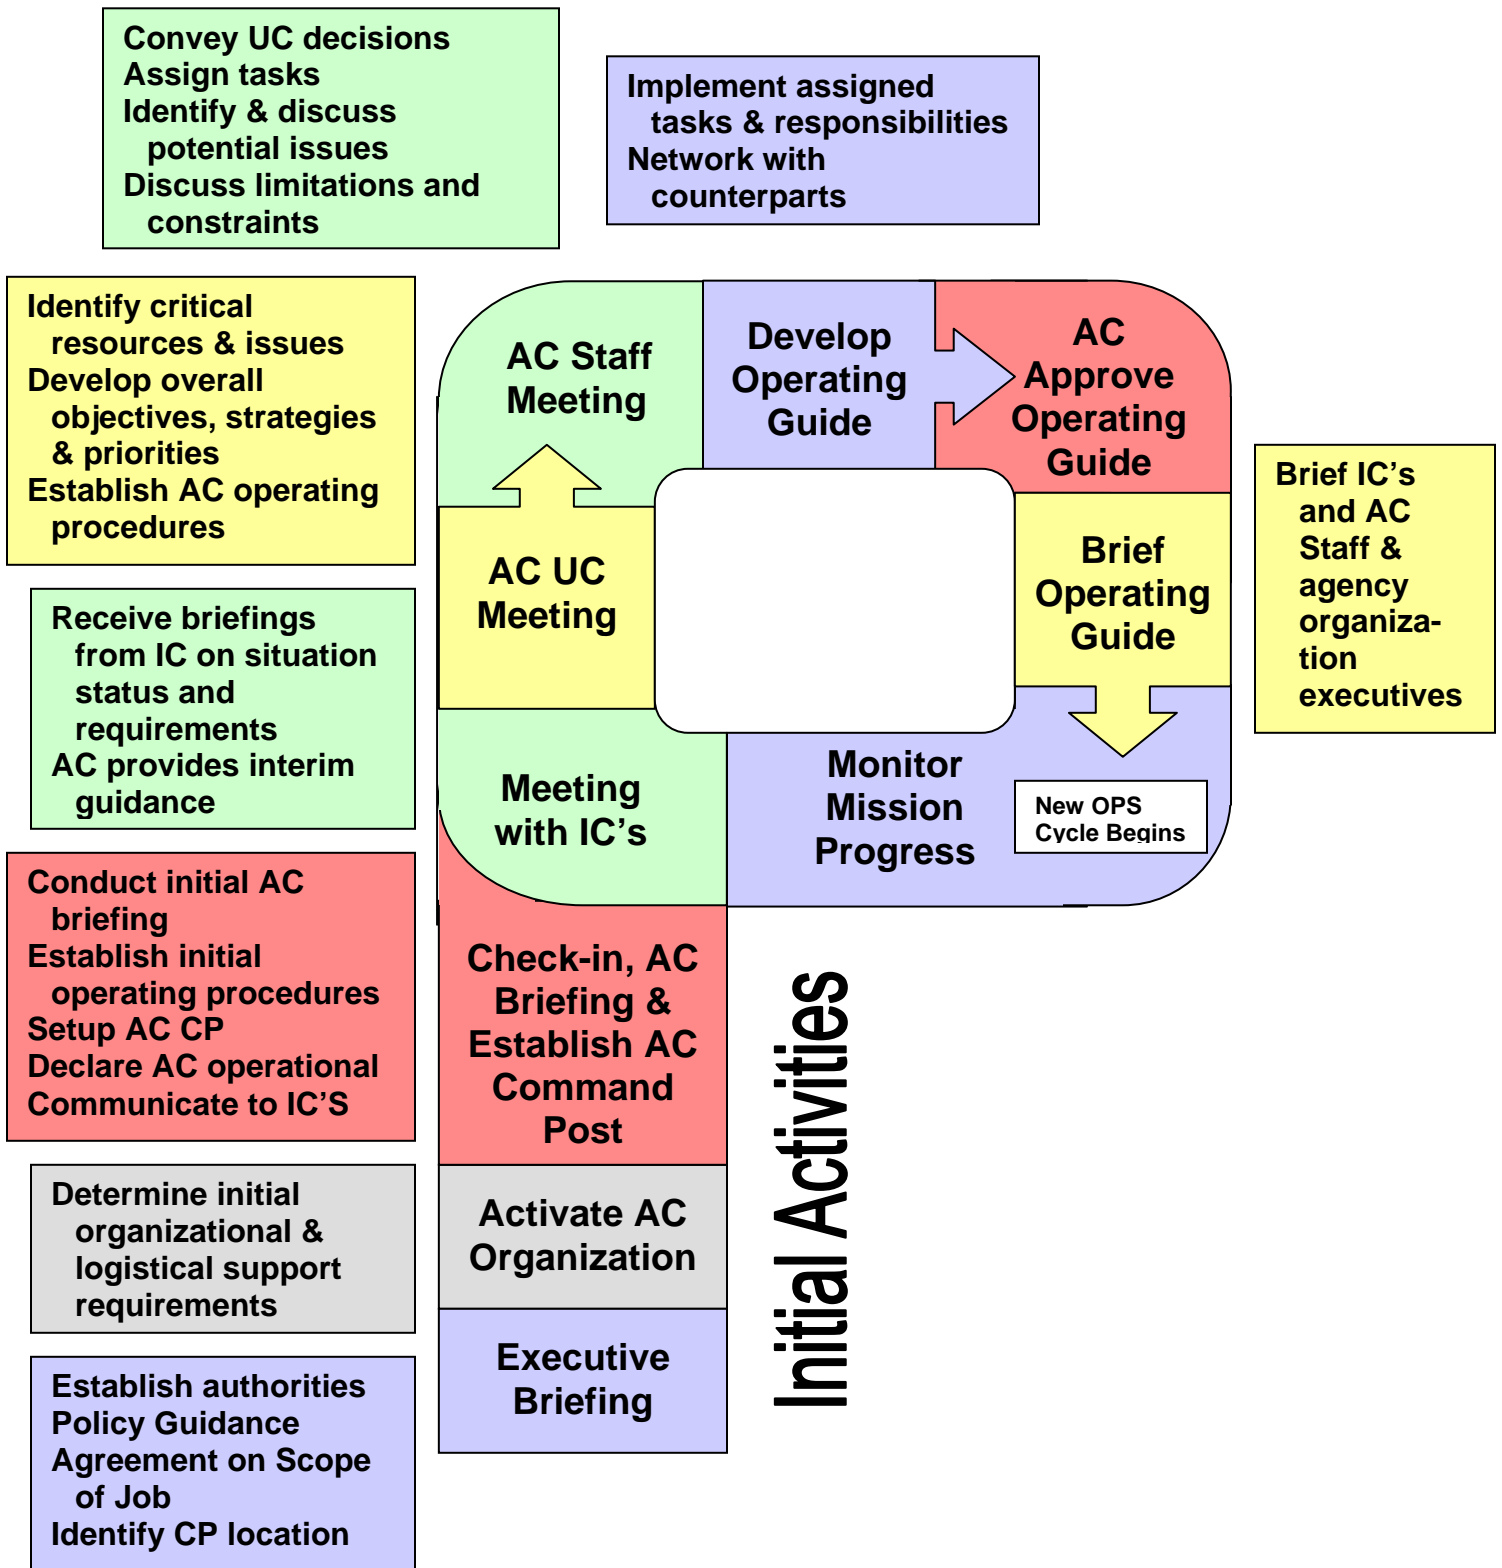 Convey UC decisions
Assign tasks
Identify & discuss
potential issues
Discuss limitations and
constraints
Implement assigned
tasks & responsibilities
Network with
counterparts
Identify critical
resources & issues
Develop overall
objectives, strategies
& priorities
Establish AC operating
procedures
Receive briefings
from IC on situation
status and
requirements
AC provides interim
guidance
Conduct initial AC
briefing
Establish initial
operating procedures
Setup AC CP
Declare AC operational
Communicate to IC'S
Determine initial
organizational &
logistical support
requirements
Establish authorities
Policy Guidance
Agreement on Scope
of Job
Identify CP location
AC Staff
Meeting
Develop
Operating
Guide
AC
Approve
Operating
Guide
AC UC
Meeting
Brief
Operating
Guide
Brief IC's
and AC
Staff &
agency
organiza-
tion
executives
Meeting
with IC's
Monitor
Mission
Progress
New OPS
Cycle Begins
Check-in, AC
Briefing &
Establish AC
Command
Post
Activate AC
Organization
Executive
Briefing
Initial Activities